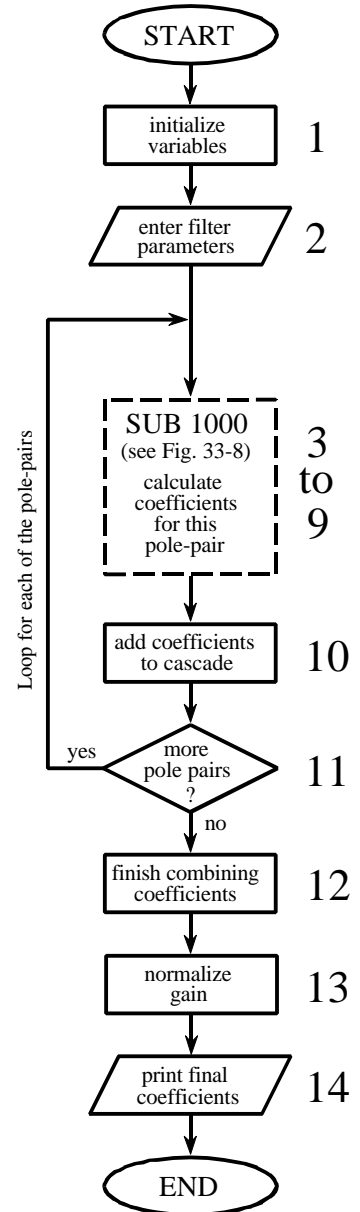 START
initialize
variables
1
enter filter
parameters
2
Loop for each of the pole-pairs
SUB 1000
(see Fig. 33-8)
calculate
coefficients
for this
pole-pair
3
to
9
add coefficients
to cascade
10
yes
more
pole pairs
?
11
no
finish combining
coefficients
12
normalize
gain
13
print final
coefficients
14
END